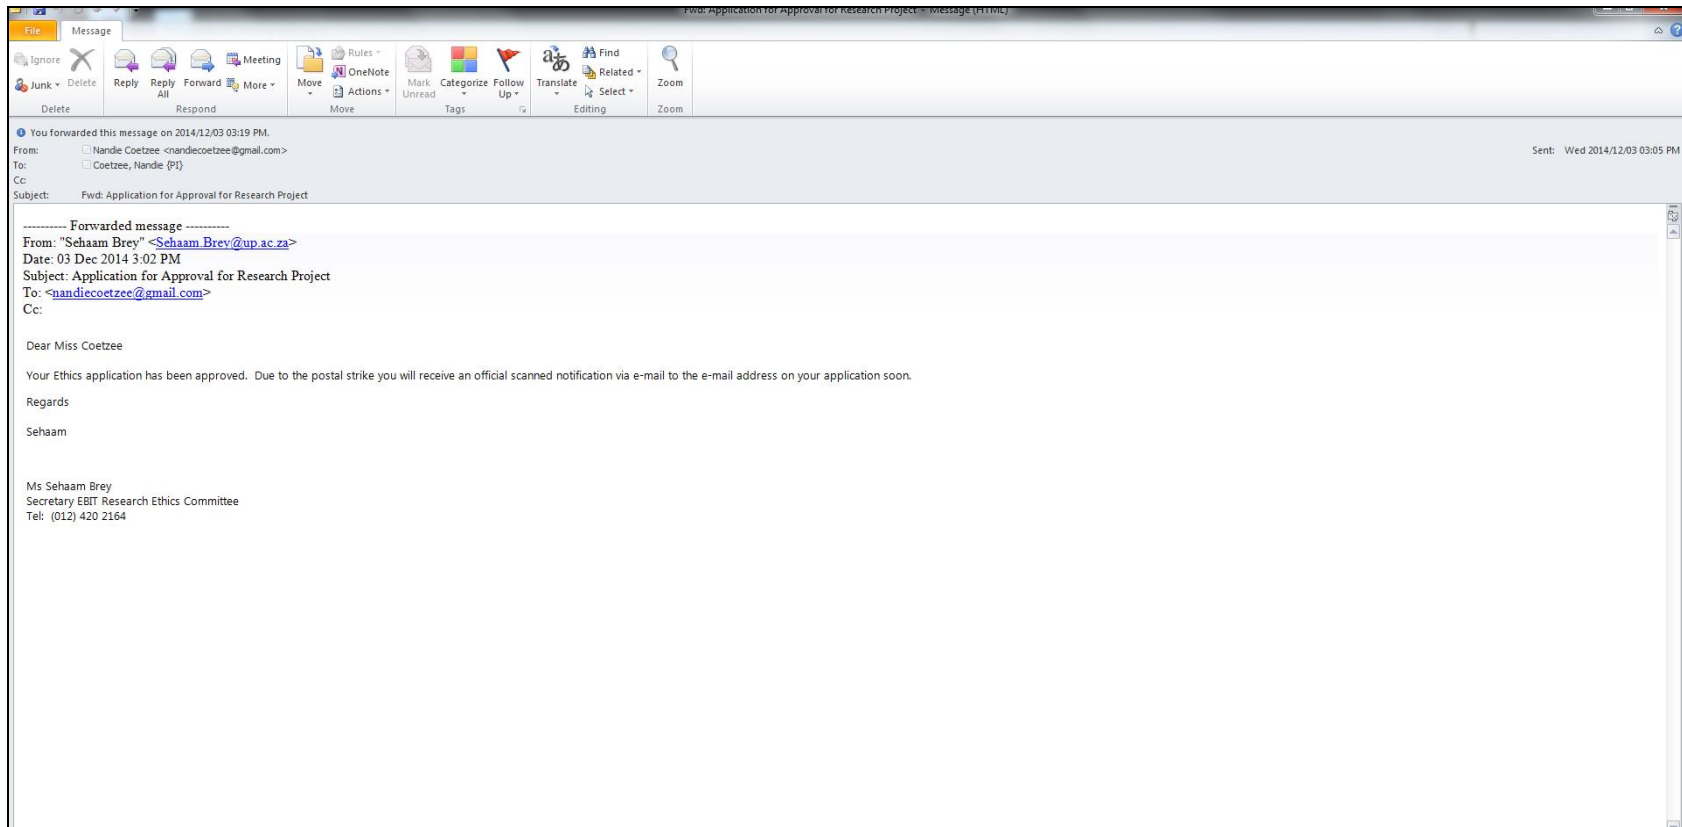 Fwd: Application for Approval for Research Project - Message (HTML)
File Message
Ignore
Junk
Delete
Delete
Reply
Reply All
Forward
Meeting
More
Respond
Move
Rules
OneNote
Actions
Move
Mark Unread
Categorize
Follow Up
Tags
Translate
Find
Related
Select
Editing
Zoom
Zoom
You forwarded this message on 2014/12/03 03:19 PM.
From: Nandie Coetzee <nandiecoetzee@gmail.com> Sent: Wed 2014/12/03 03:05 PM
To: Coetzee, Nandie {PI}
Cc:
Subject: Fwd: Application for Approval for Research Project
---------- Forwarded message ----------
From: "Sehaam Brey" <Sehaam.Brey@up.ac.za>
Date: 03 Dec 2014 3:02 PM
Subject: Application for Approval for Research Project
To: <nandiecoetzee@gmail.com>
Cc:
Dear Miss Coetzee
Your Ethics application has been approved.  Due to the postal strike you will receive an official scanned notification via e-mail to the e-mail address on your application soon.
Regards
Sehaam
Ms Sehaam Brey
Secretary EBIT Research Ethics Committee
Tel:  (012) 420 2164